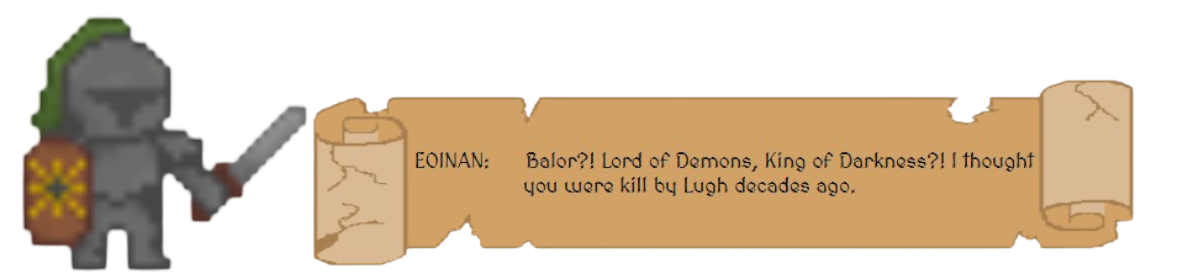 EOINAN: Balor?! Lord of Demons, King of Darkness?! I thought
you were kill by Lugh decades ago.